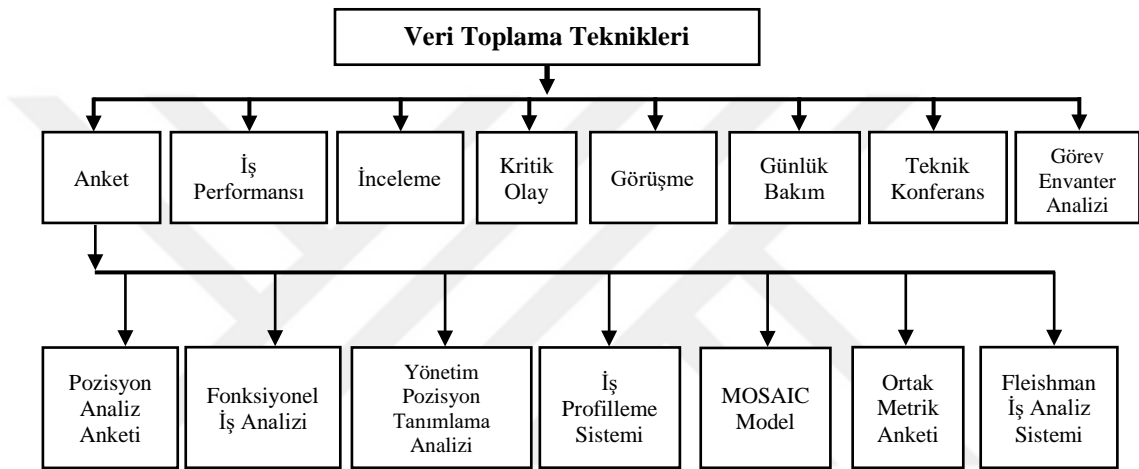 Veri Toplama Teknikleri
Anket
İş
Performansı
İnceleme
Kritik
Olay
Görüşme
Günlük
Bakım
Teknik
Konferans
Görev
Envanter
Analizi
Pozisyon
Analiz
Anketi
Fonksiyonel
İş Analizi
Yönetim
Pozisyon
Tanımlama
Analizi
İş
Profilleme
Sistemi
MOSAIC
Model
Ortak
Metrik
Anketi
Fleishman
İş Analiz
Sistemi